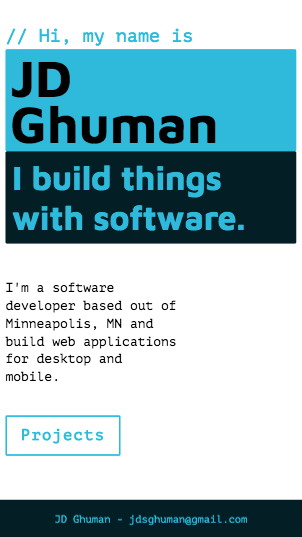 // Hi, my name is
JD
Ghuman
I build things
with software.
I'm a software
developer based out of
Minneapolis, MN and
build web applications
for desktop and
mobile.
Projects
JD Ghuman - jdsghuman@gmail.com